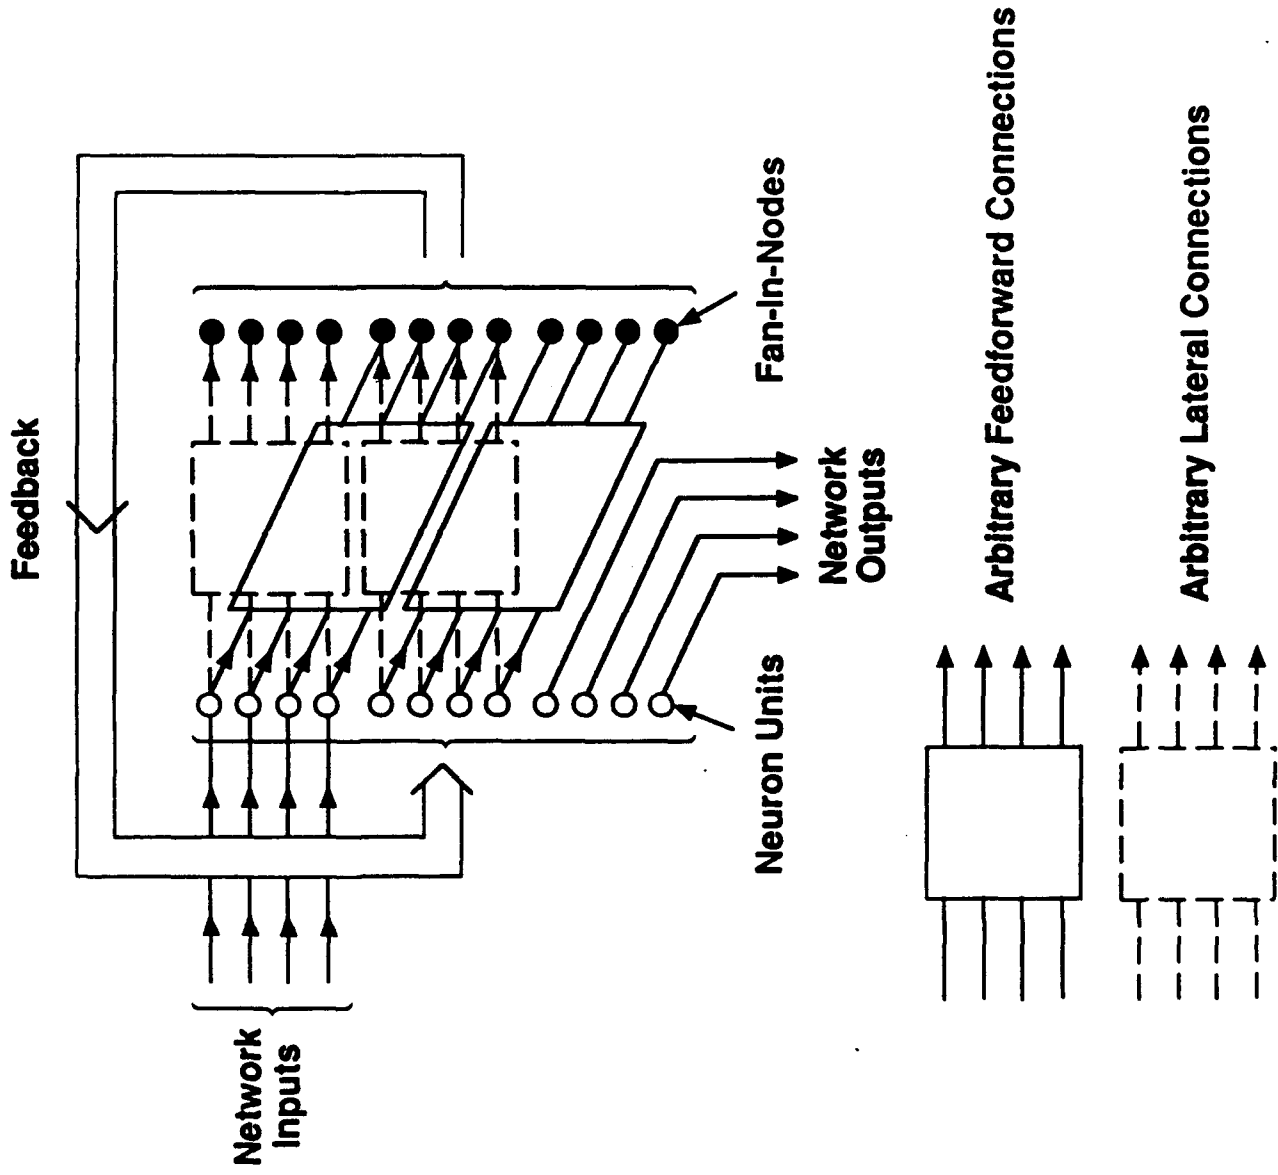 Feedback
Network
Inputs
Neuron Units
Fan-In-Nodes
Network
Outputs
Arbitrary Feedforward Connections
Arbitrary Lateral Connections